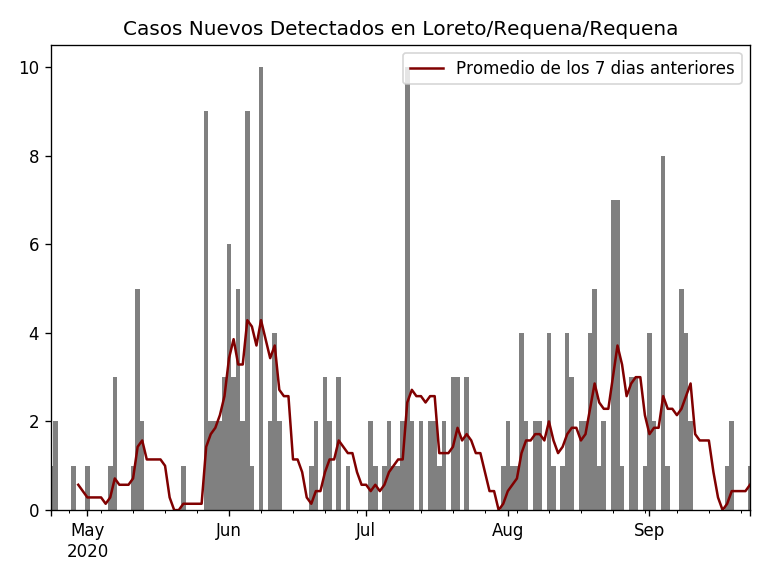 Casos Nuevos Detectados en Loreto/Requena/Requena
Promedio de los 7 dias anteriores
10
8
6
4
2
0
May Jun Jul Aug Sep
2020